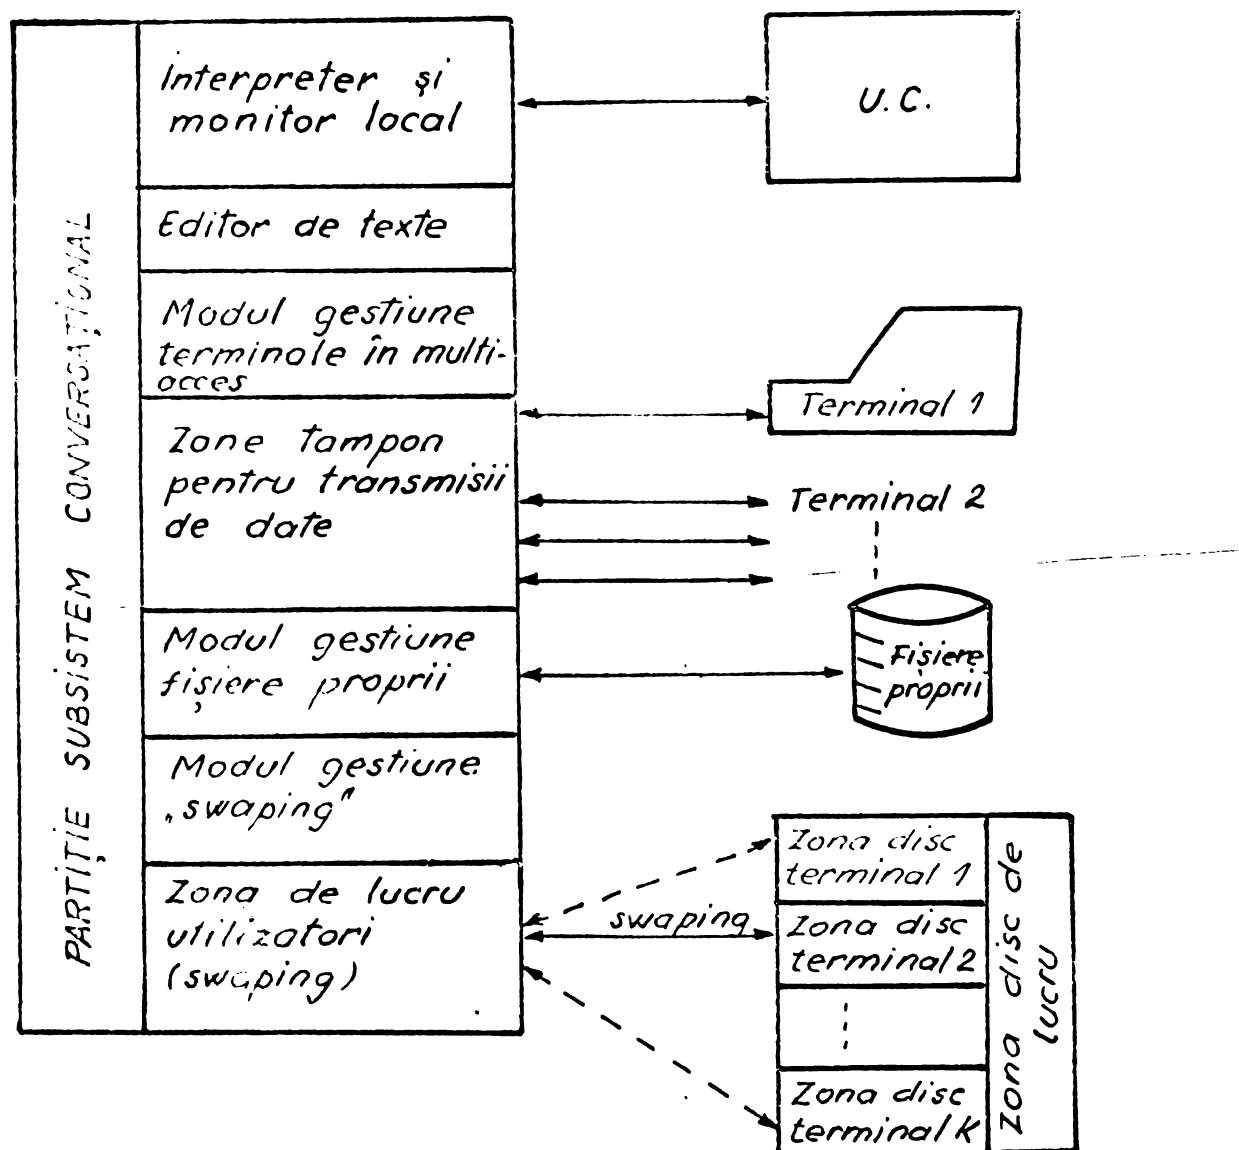 PARTIȚIE SUBSISTEM CONVERSAȚIONAL
Interpreter și
monitor local
U.C.
Editor de texte
Modul gestiune
terminale în multi-
acces
Terminal 1
Zone tampon
pentru transmisii
de date
Terminal 2
Modul gestiune
fișiere proprii
Fișiere
proprii
Modul gestiune
„swaping"
Zona de lucru
utilizatori
(swaping)
swaping
Zona disc
terminal 1
Zona disc
terminal 2
Zona disc
terminal K
Zona disc de
lucru